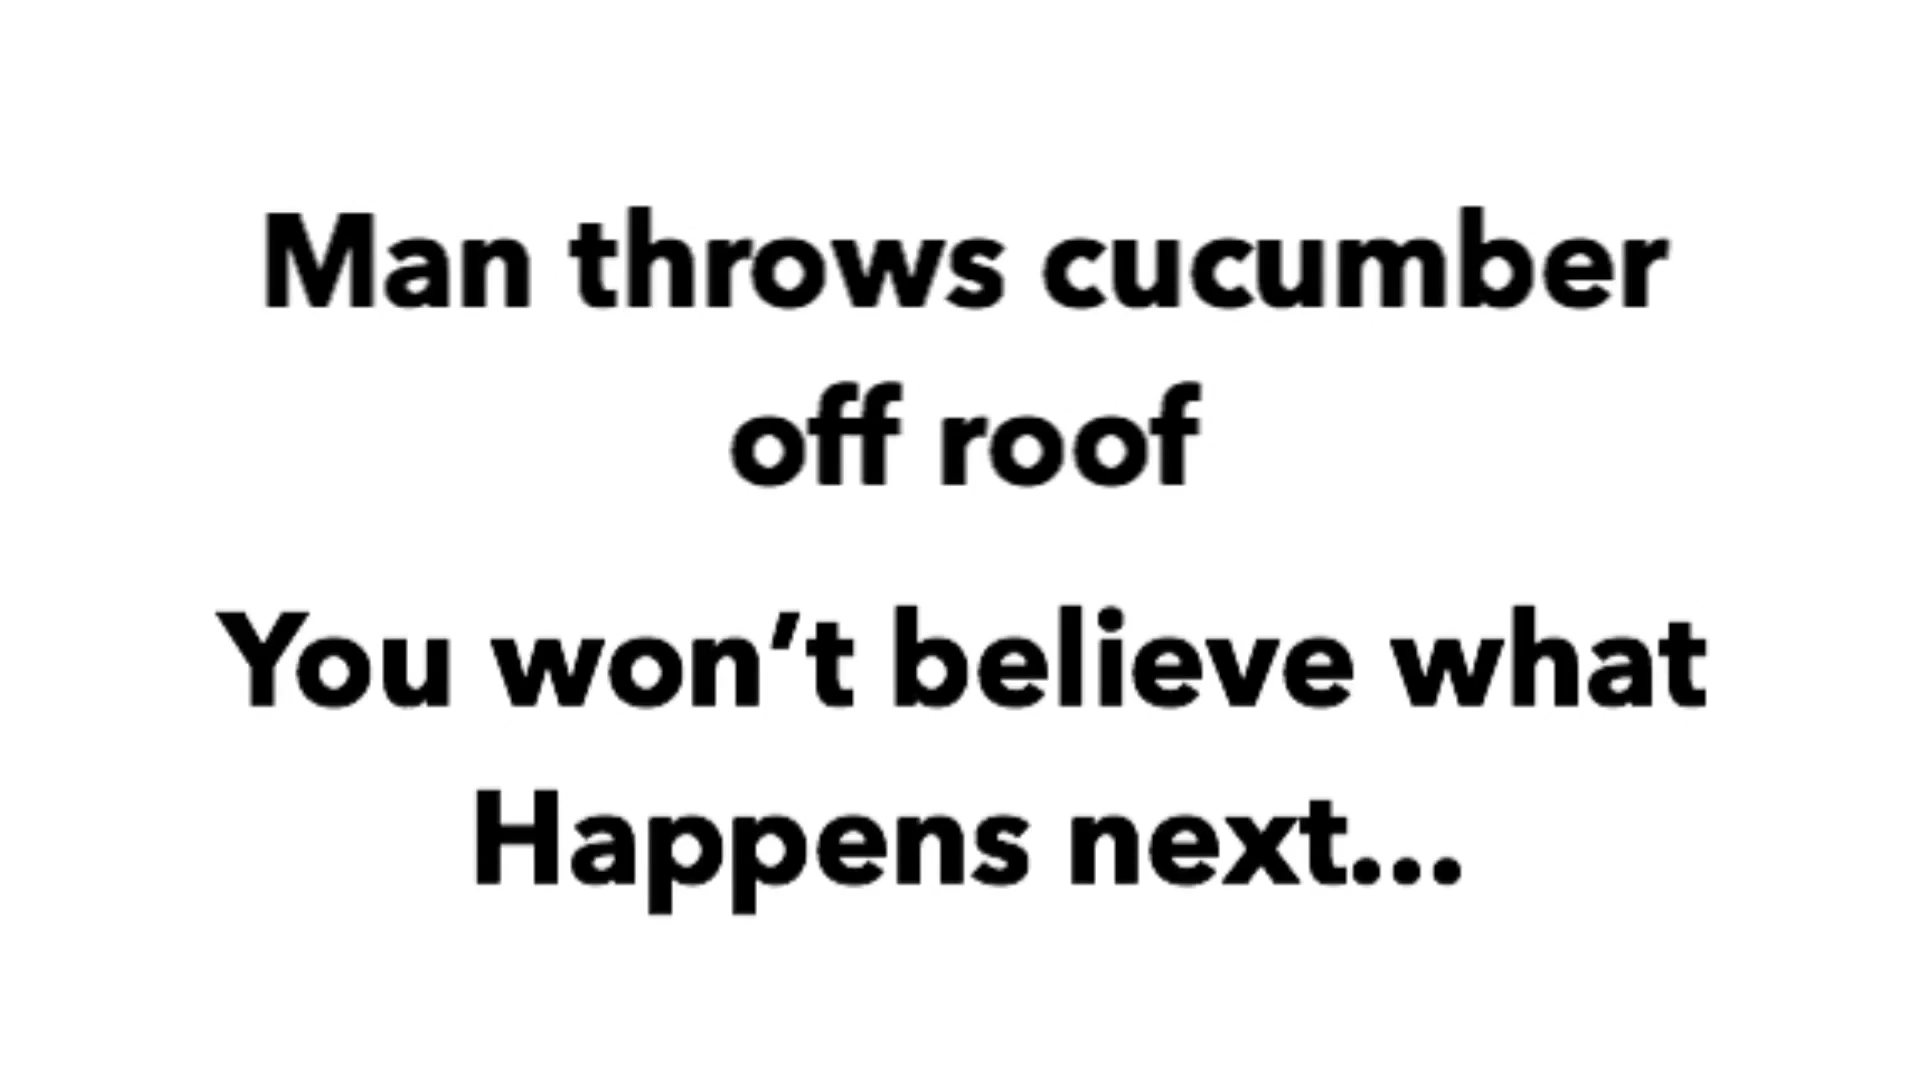 Man throws cucumber
off roof
You won’t believe what
Happens next...